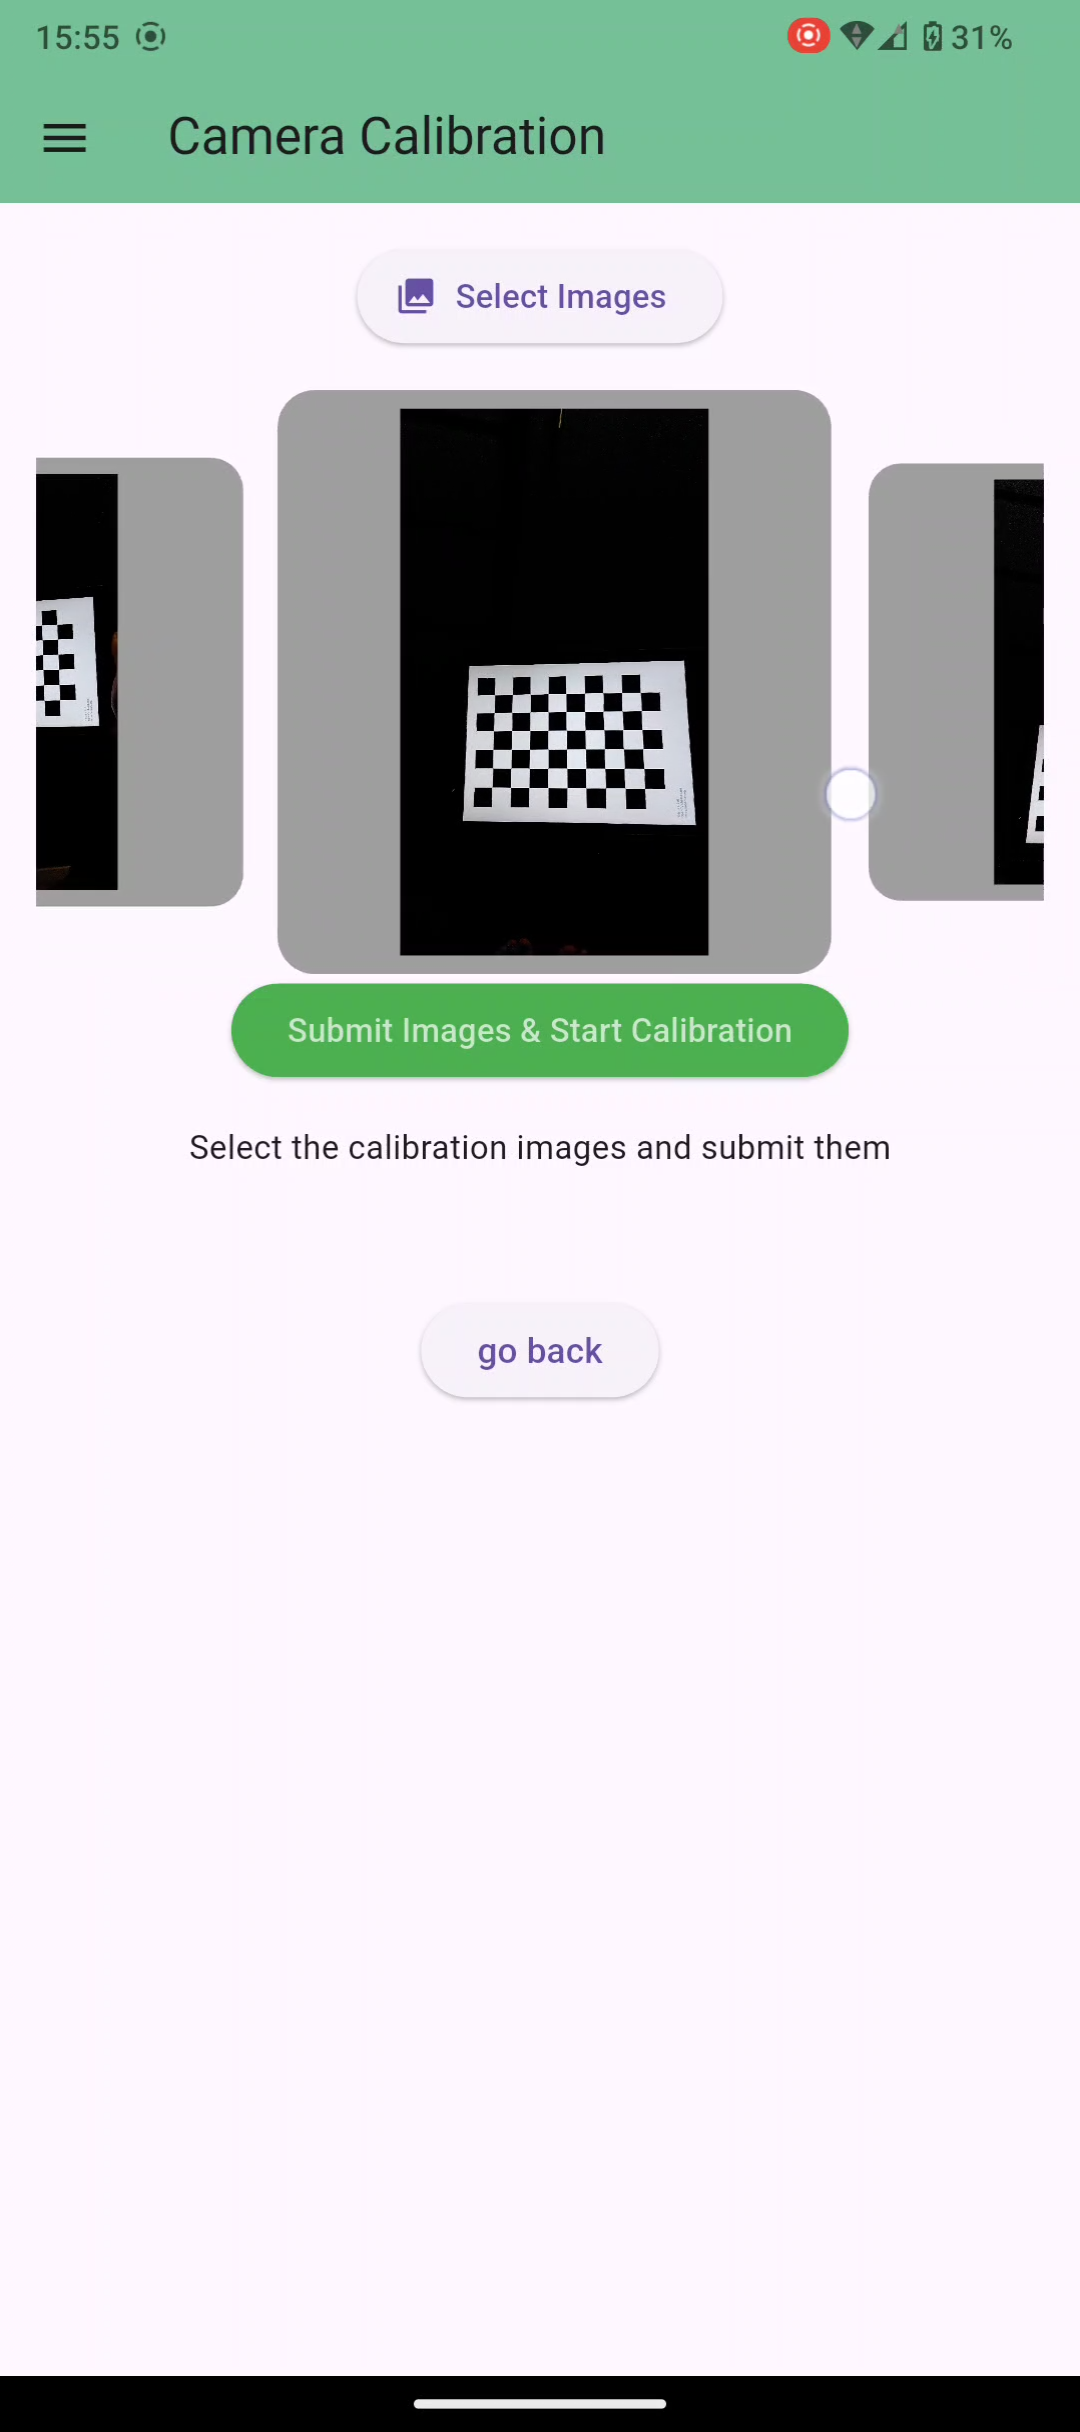 15:55
31%
Camera Calibration
Select Images
Submit Images & Start Calibration
Select the calibration images and submit them
go back